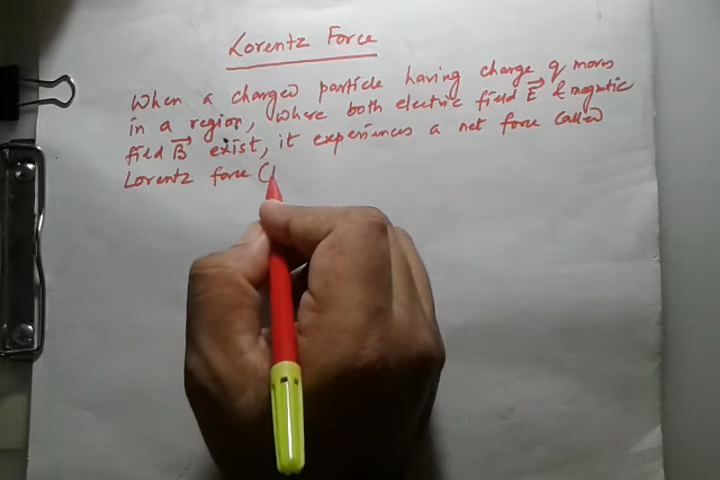 Lorentz Force
When a charged particle having charge q moves
in a region, where both electric field E⃗ & magnetic
field B⃗ exist, it experiences a net force called
Lorentz force (